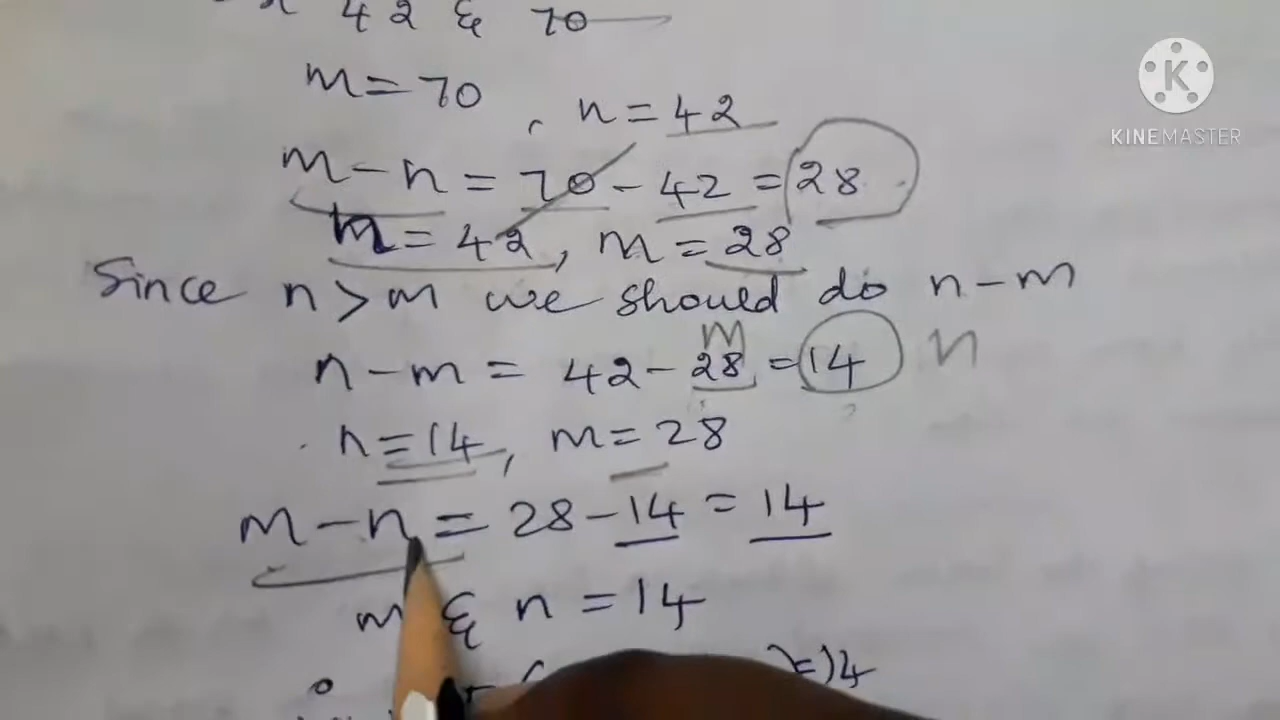 42 & 70
m = 70 , n = 42
m - n = 70 - 42 = 28
n = 42, m = 28
Since n > m we should do n - m
m
n - m = 42 - 28 = 14 n
n = 14, m = 28
m - n = 28 - 14 = 14
m & n = 14
) = 14
K
KINEMASTER